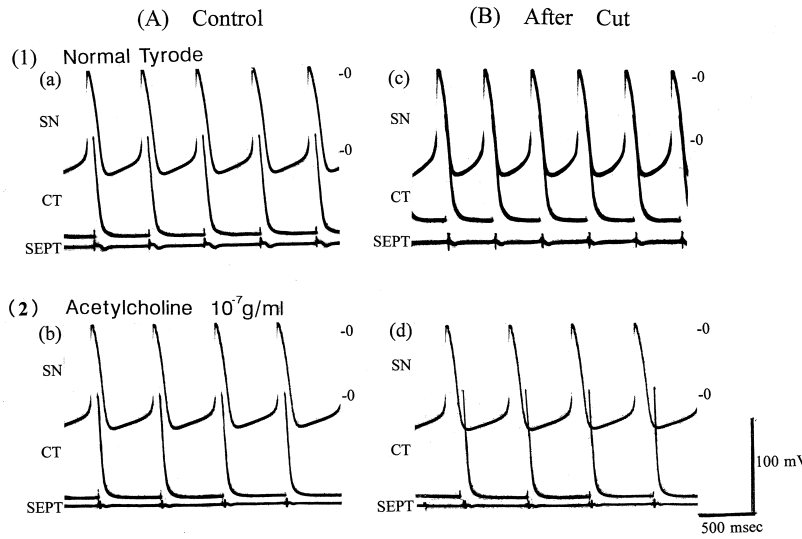 (A) Control
(B) After Cut
(1) Normal Tyrode
(a)
-0
SN
-0
CT
SEPT
(c)
-0
SN
-0
CT
SEPT
(2) Acetylcholine 10⁻⁷g/ml
(b)
-0
SN
-0
CT
SEPT
(d)
-0
SN
-0
CT
SEPT
100 mV
500 msec